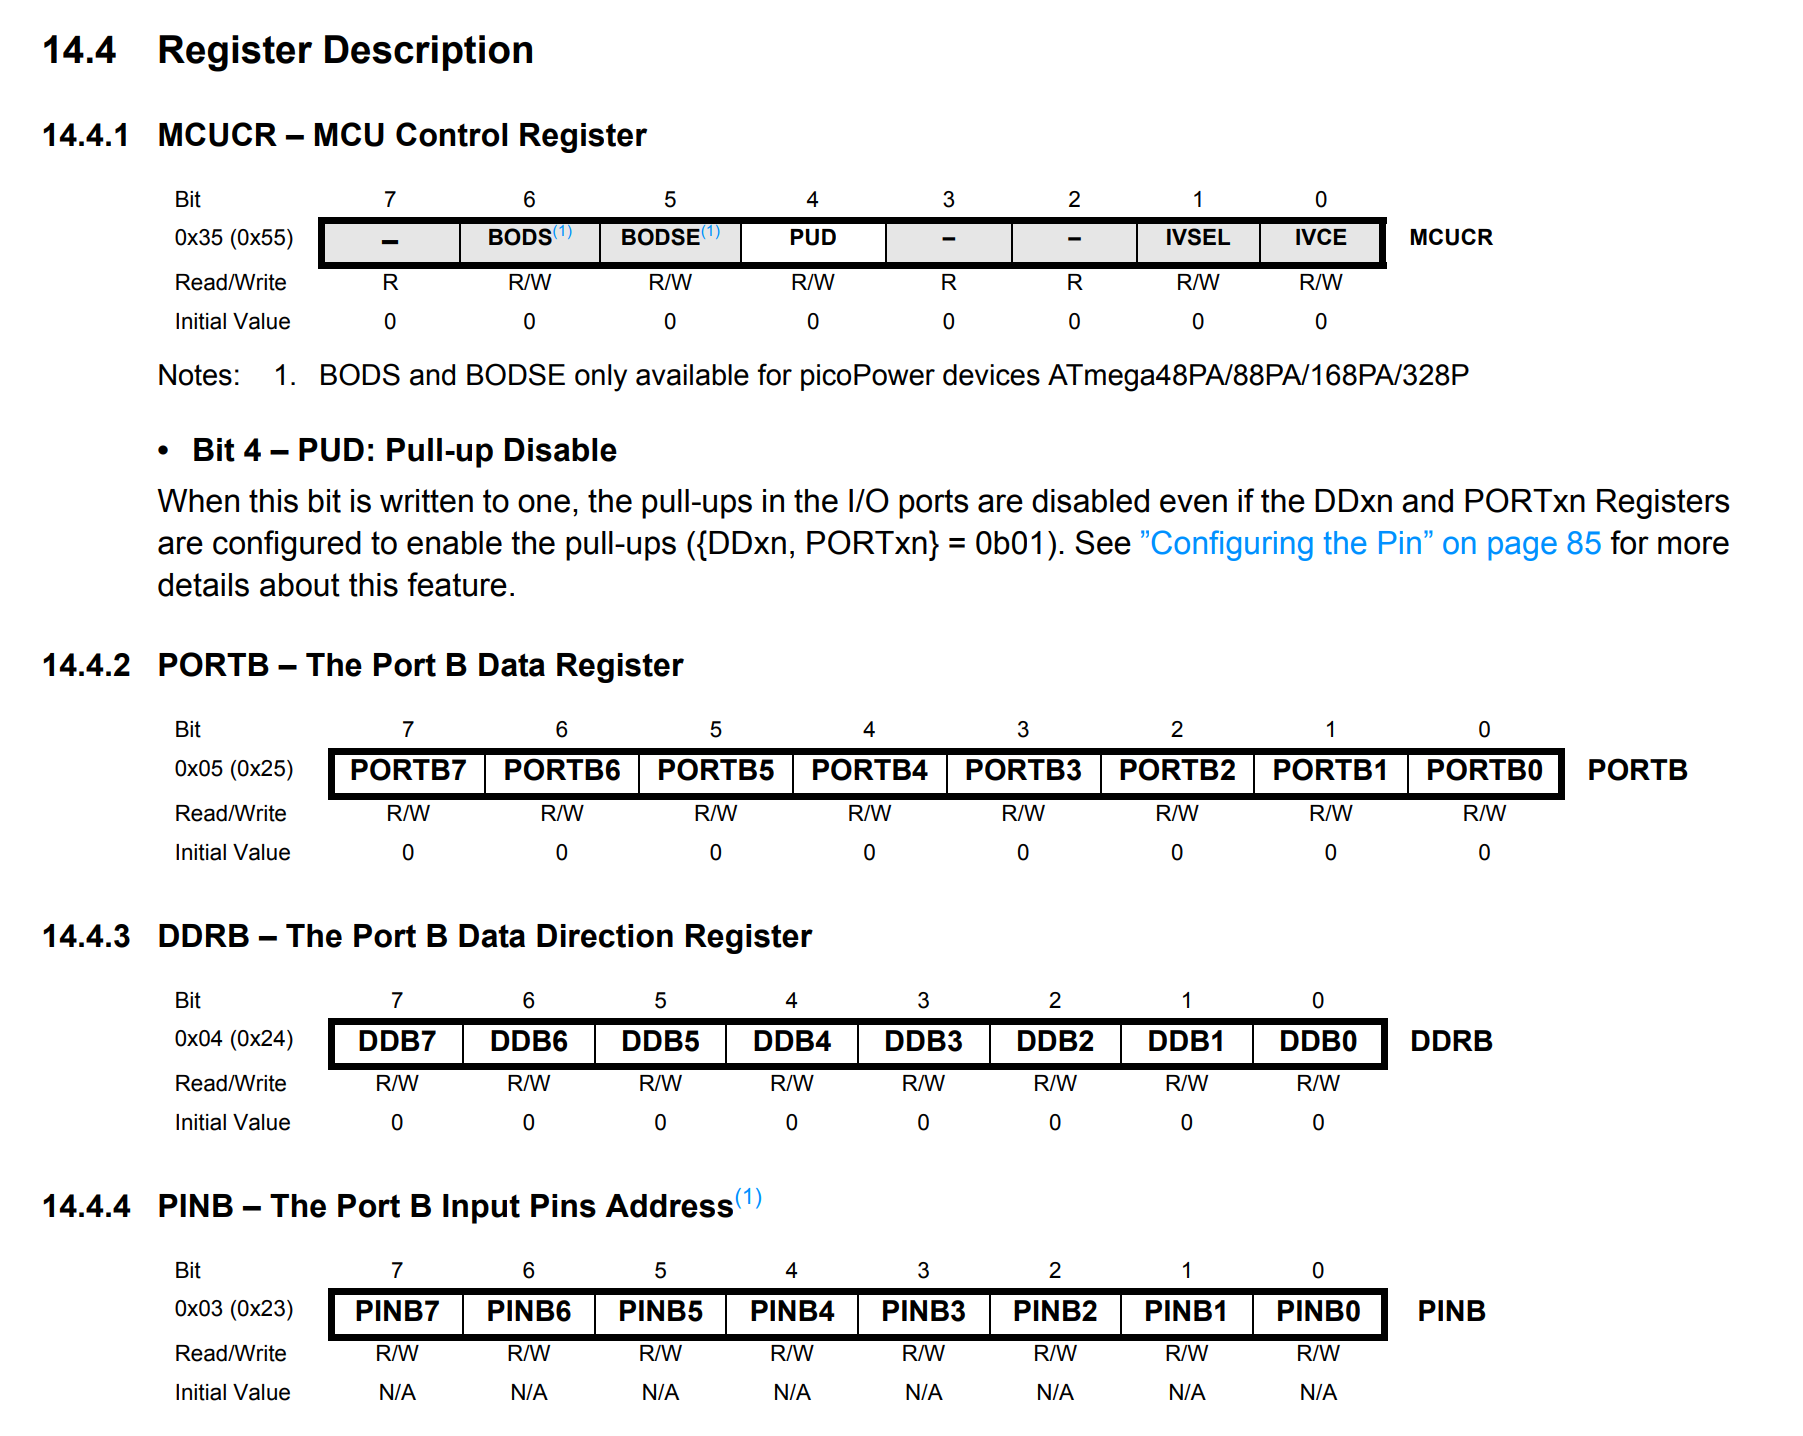 14.4 Register Description
14.4.1 MCUCR – MCU Control Register
Bit 7 6 5 4 3 2 1 0
0x35 (0x55) – BODS(1) BODSE(1) PUD – – IVSEL IVCE MCUCR
Read/Write R R/W R/W R/W R R R/W R/W
Initial Value 0 0 0 0 0 0 0 0
Notes: 1. BODS and BODSE only available for picoPower devices ATmega48PA/88PA/168PA/328P
• Bit 4 – PUD: Pull-up Disable
When this bit is written to one, the pull-ups in the I/O ports are disabled even if the DDxn and PORTxn Registers
are configured to enable the pull-ups ({DDxn, PORTxn} = 0b01). See ”Configuring the Pin” on page 85 for more
details about this feature.
14.4.2 PORTB – The Port B Data Register
Bit 7 6 5 4 3 2 1 0
0x05 (0x25) PORTB7 PORTB6 PORTB5 PORTB4 PORTB3 PORTB2 PORTB1 PORTB0 PORTB
Read/Write R/W R/W R/W R/W R/W R/W R/W R/W
Initial Value 0 0 0 0 0 0 0 0
14.4.3 DDRB – The Port B Data Direction Register
Bit 7 6 5 4 3 2 1 0
0x04 (0x24) DDB7 DDB6 DDB5 DDB4 DDB3 DDB2 DDB1 DDB0 DDRB
Read/Write R/W R/W R/W R/W R/W R/W R/W R/W
Initial Value 0 0 0 0 0 0 0 0
14.4.4 PINB – The Port B Input Pins Address(1)
Bit 7 6 5 4 3 2 1 0
0x03 (0x23) PINB7 PINB6 PINB5 PINB4 PINB3 PINB2 PINB1 PINB0 PINB
Read/Write R/W R/W R/W R/W R/W R/W R/W R/W
Initial Value N/A N/A N/A N/A N/A N/A N/A N/A